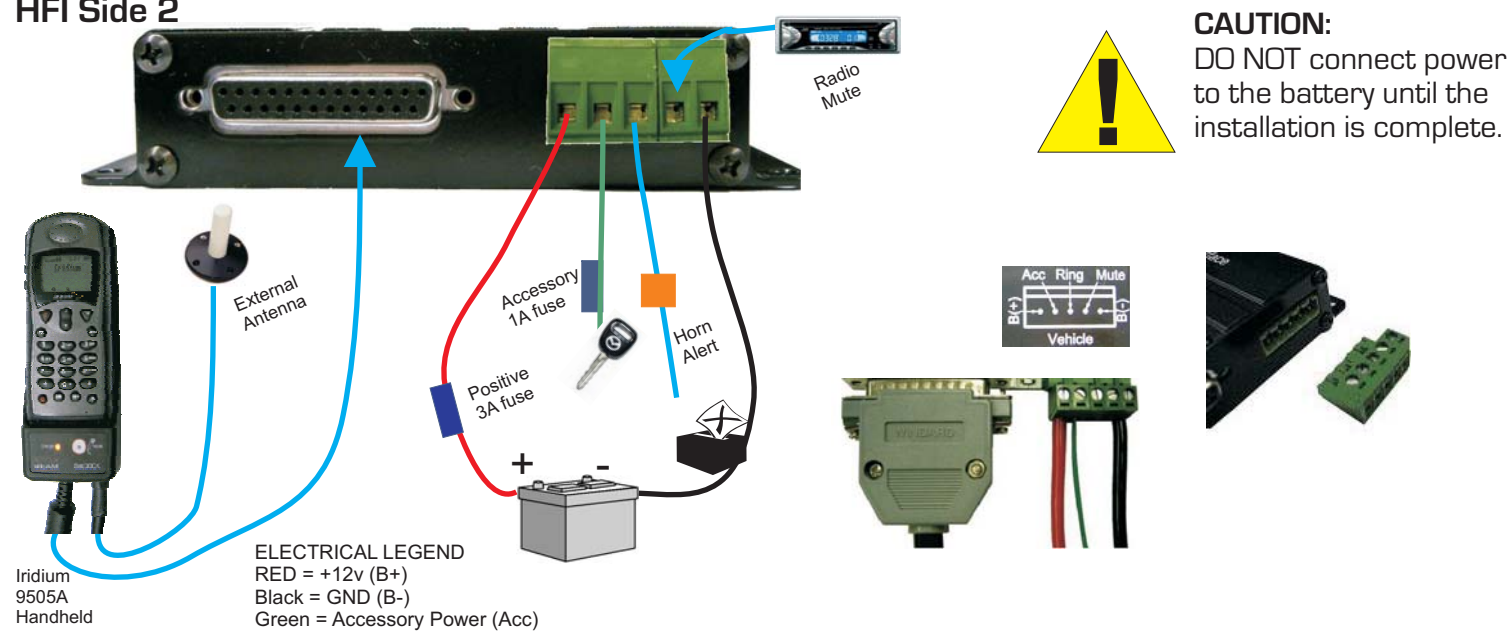 HFI Side 2
CAUTION:
DO NOT connect power
to the battery until the
installation is complete.
Radio
Mute
External
Antenna
Accessory
1A fuse
Horn
Alert
Positive
3A fuse
+ -
Acc Ring Mute
B(+) B(-)
Vehicle
Iridium
9505A
Handheld
ELECTRICAL LEGEND
RED = +12v (B+)
Black = GND (B-)
Green = Accessory Power (Acc)